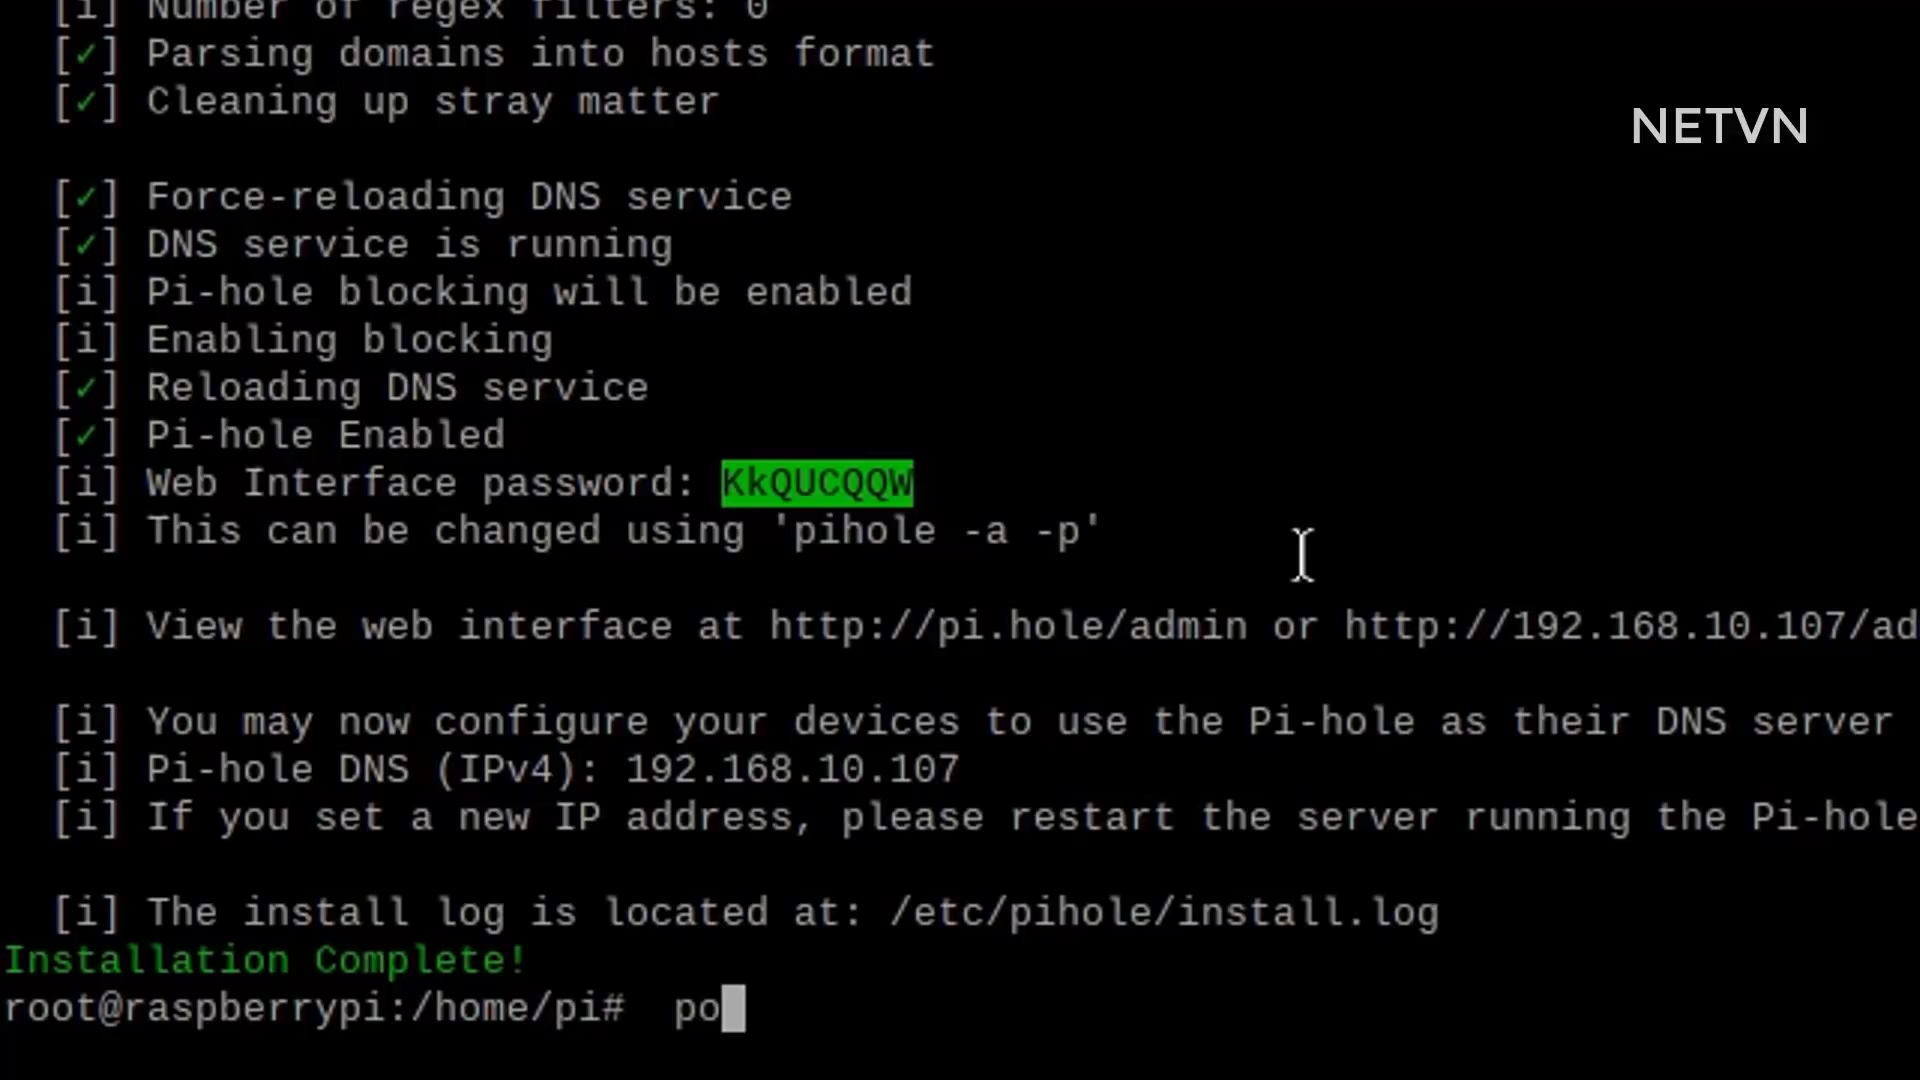 [i] Number of regex filters: 0
[✓] Parsing domains into hosts format
[✓] Cleaning up stray matter
NETVN
[✓] Force-reloading DNS service
[✓] DNS service is running
[i] Pi-hole blocking will be enabled
[i] Enabling blocking
[✓] Reloading DNS service
[✓] Pi-hole Enabled
[i] Web Interface password: KkQUCQQW
[i] This can be changed using 'pihole -a -p'
[i] View the web interface at http://pi.hole/admin or http://192.168.10.107/ad
[i] You may now configure your devices to use the Pi-hole as their DNS server
[i] Pi-hole DNS (IPv4): 192.168.10.107
[i] If you set a new IP address, please restart the server running the Pi-hole
[i] The install log is located at: /etc/pihole/install.log
Installation Complete!
root@raspberrypi:/home/pi#  po